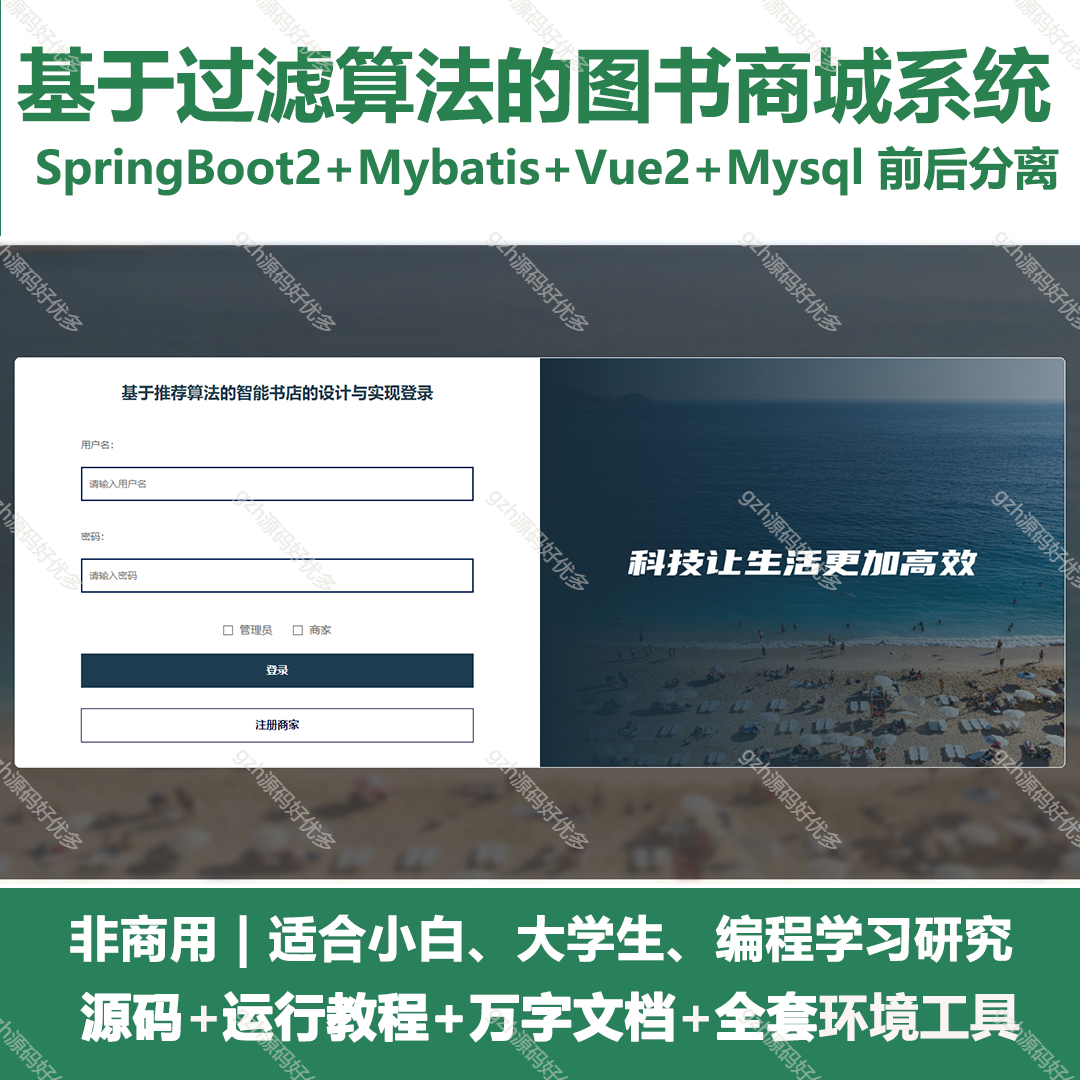 基于过滤算法的图书商城系统
SpringBoot2+Mybatis+Vue2+Mysql 前后分离
基于推荐算法的智能书店的设计与实现登录
用户名：
请输入用户名
密码：
请输入密码
管理员 商家
登录
注册商家
科技让生活更加高效
非商用｜适合小白、大学生、编程学习研究
源码+运行教程+万字文档+全套环境工具
gzh源码好优多